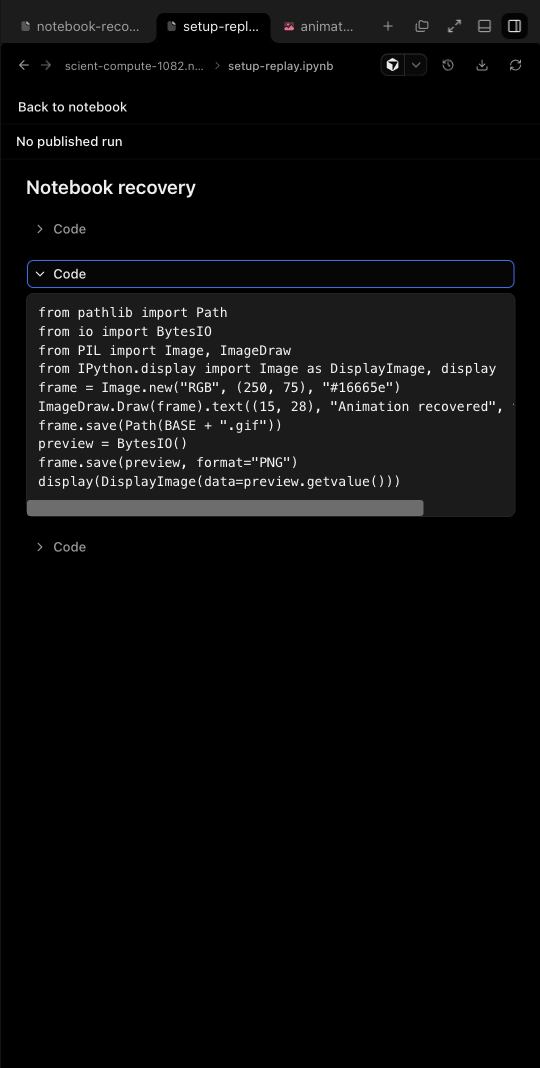 notebook-reco...
setup-repl...
animat...
scient-compute-1082.n...
setup-replay.ipynb
Back to notebook
No published run
Notebook recovery
Code
Code
from pathlib import Path
from io import BytesIO
from PIL import Image, ImageDraw
from IPython.display import Image as DisplayImage, display
frame = Image.new("RGB", (250, 75), "#16665e")
ImageDraw.Draw(frame).text((15, 28), "Animation recovered",
frame.save(Path(BASE + ".gif"))
preview = BytesIO()
frame.save(preview, format="PNG")
display(DisplayImage(data=preview.getvalue()))
Code